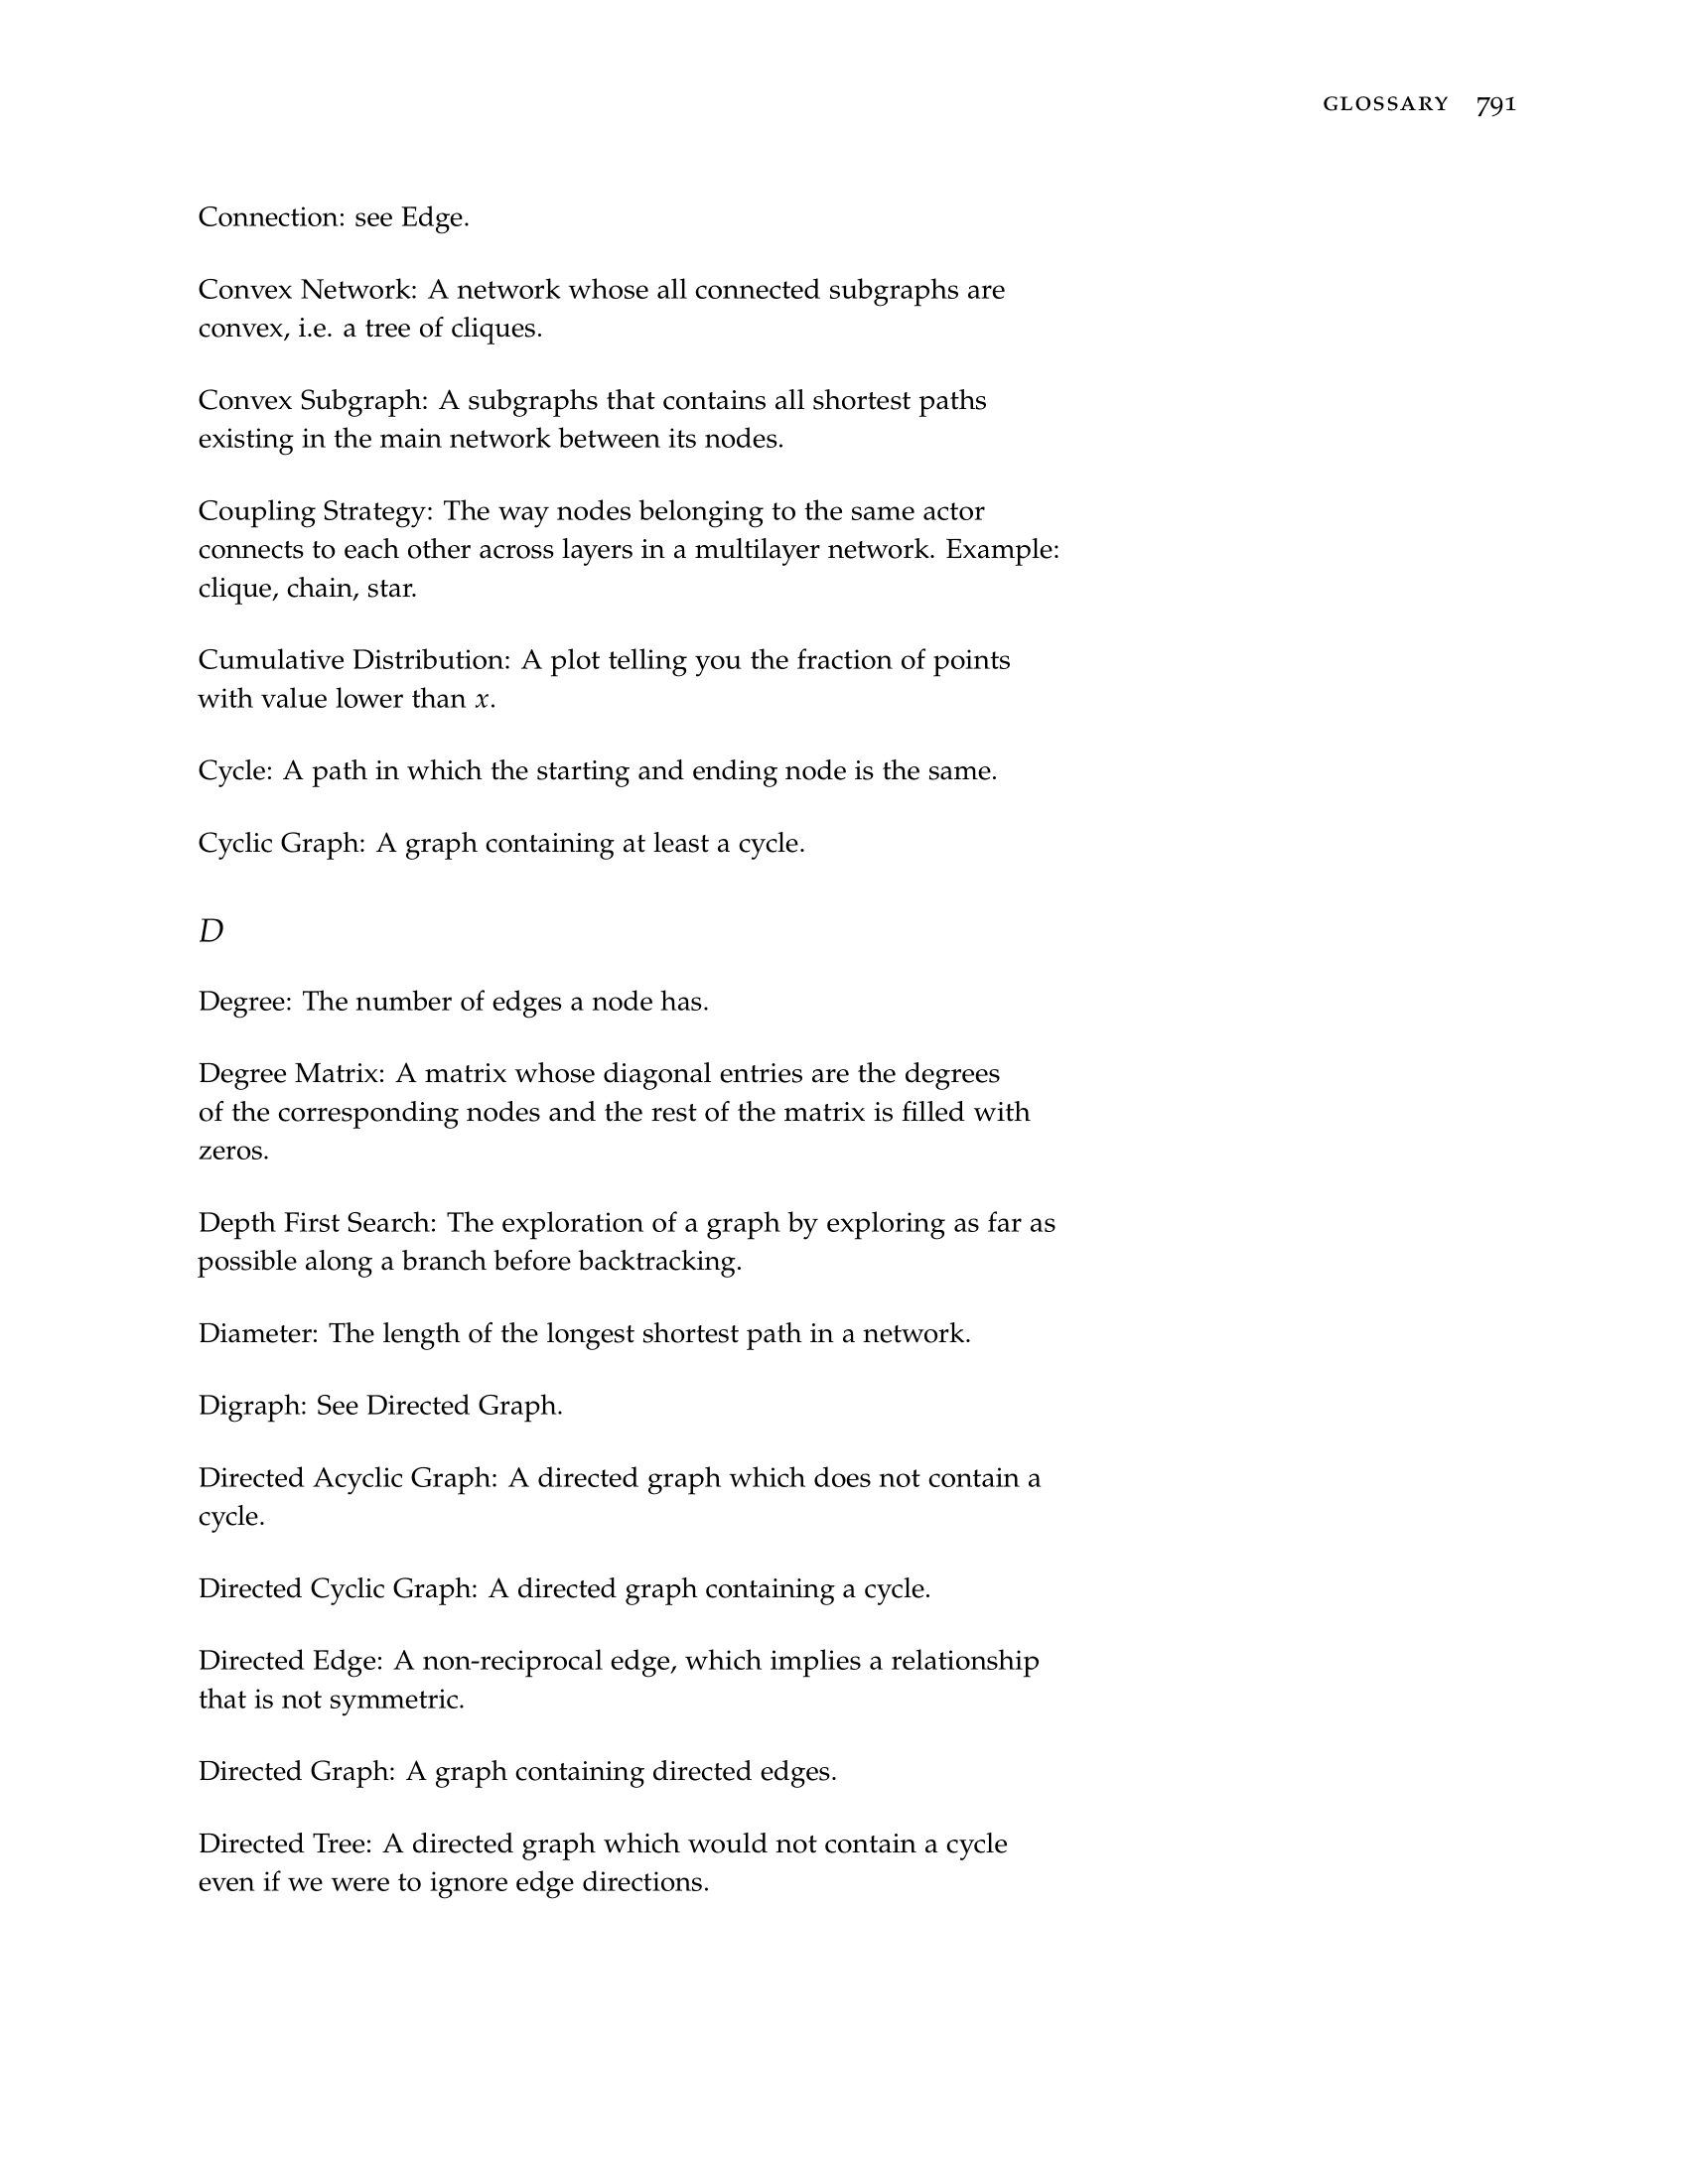 GLOSSARY 791
Connection: see Edge.
Convex Network: A network whose all connected subgraphs are
convex, i.e. a tree of cliques.
Convex Subgraph: A subgraphs that contains all shortest paths
existing in the main network between its nodes.
Coupling Strategy: The way nodes belonging to the same actor
connects to each other across layers in a multilayer network. Example:
clique, chain, star.
Cumulative Distribution: A plot telling you the fraction of points
with value lower than x.
Cycle: A path in which the starting and ending node is the same.
Cyclic Graph: A graph containing at least a cycle.
D
Degree: The number of edges a node has.
Degree Matrix: A matrix whose diagonal entries are the degrees
of the corresponding nodes and the rest of the matrix is filled with
zeros.
Depth First Search: The exploration of a graph by exploring as far as
possible along a branch before backtracking.
Diameter: The length of the longest shortest path in a network.
Digraph: See Directed Graph.
Directed Acyclic Graph: A directed graph which does not contain a
cycle.
Directed Cyclic Graph: A directed graph containing a cycle.
Directed Edge: A non-reciprocal edge, which implies a relationship
that is not symmetric.
Directed Graph: A graph containing directed edges.
Directed Tree: A directed graph which would not contain a cycle
even if we were to ignore edge directions.